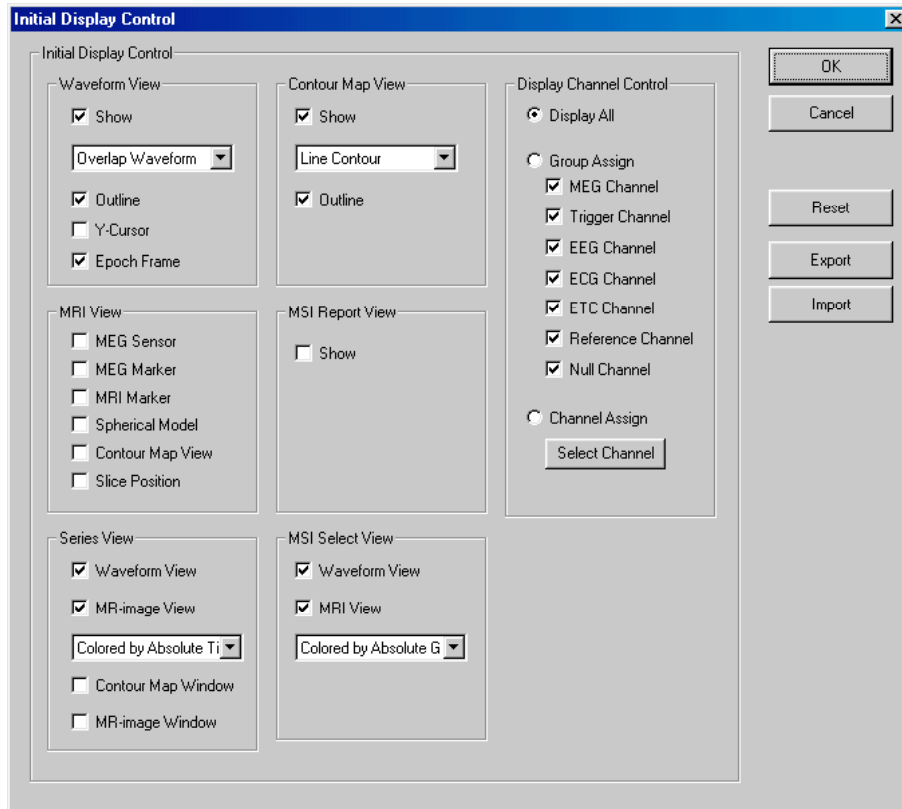 Initial Display Control
Initial Display Control
Waveform View
Show
Overlap Waveform
Outline
Y-Cursor
Epoch Frame
Contour Map View
Show
Line Contour
Outline
Display Channel Control
Display All
Group Assign
MEG Channel
Trigger Channel
EEG Channel
ECG Channel
ETC Channel
Reference Channel
Null Channel
Channel Assign
Select Channel
OK
Cancel
Reset
Export
Import
MRI View
MEG Sensor
MEG Marker
MRI Marker
Spherical Model
Contour Map View
Slice Position
MSI Report View
Show
Series View
Waveform View
MR-image View
Colored by Absolute Ti
Contour Map Window
MR-image Window
MSI Select View
Waveform View
MRI View
Colored by Absolute G